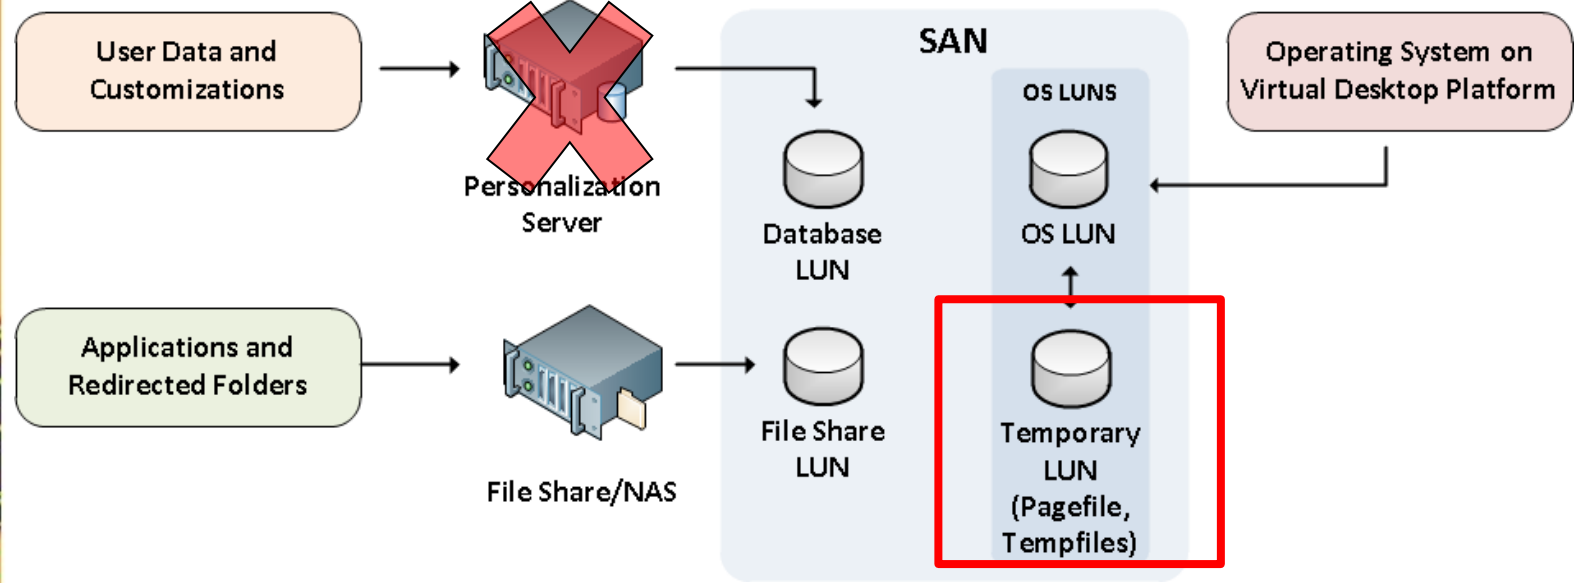 User Data and
Customizations
Personalization
Server
SAN
OS LUNS
Operating System on
Virtual Desktop Platform
Database
LUN
OS LUN
Applications and
Redirected Folders
File Share/NAS
File Share
LUN
Temporary
LUN
(Pagefile,
Tempfiles)